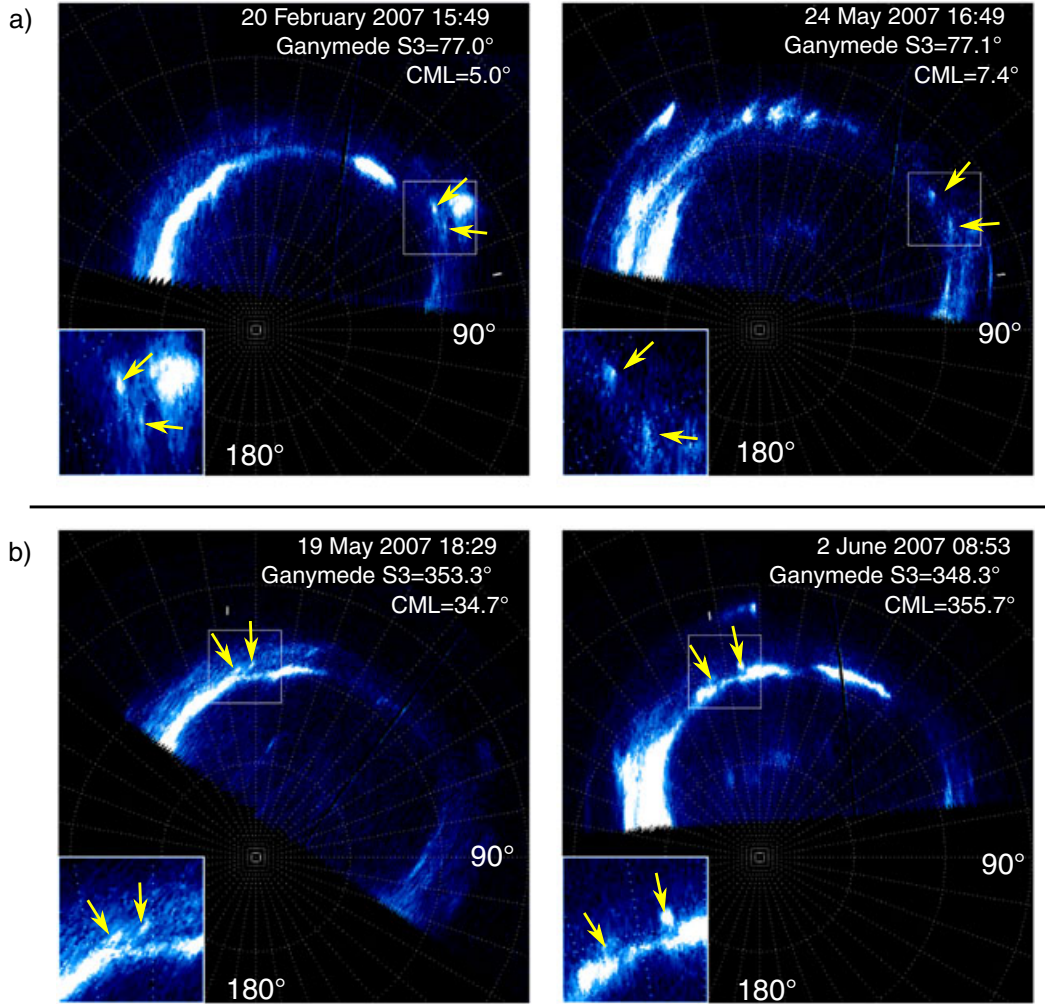 a)
20 February 2007 15:49
Ganymede S3=77.0°
CML=5.0°
90°
180°
24 May 2007 16:49
Ganymede S3=77.1°
CML=7.4°
90°
180°
b)
19 May 2007 18:29
Ganymede S3=353.3°
CML=34.7°
90°
180°
2 June 2007 08:53
Ganymede S3=348.3°
CML=355.7°
90°
180°